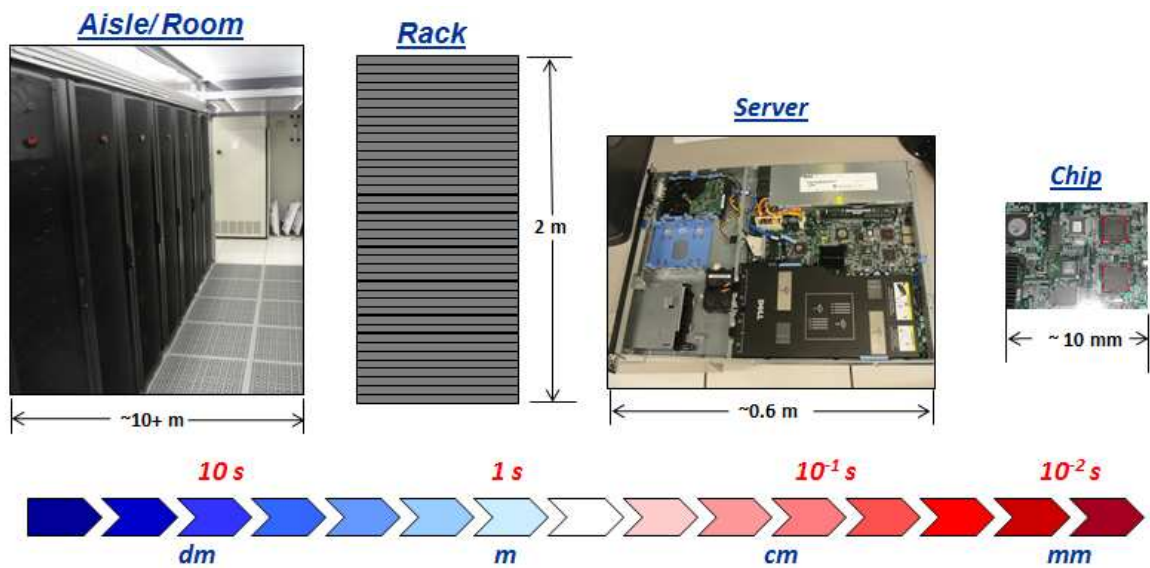 Aisle/Room
Rack
Server
Chip
2 m
DELL
~ 10 mm
~10+ m
~0.6 m
10 s
1 s
10⁻¹ s
10⁻² s
dm
m
cm
mm